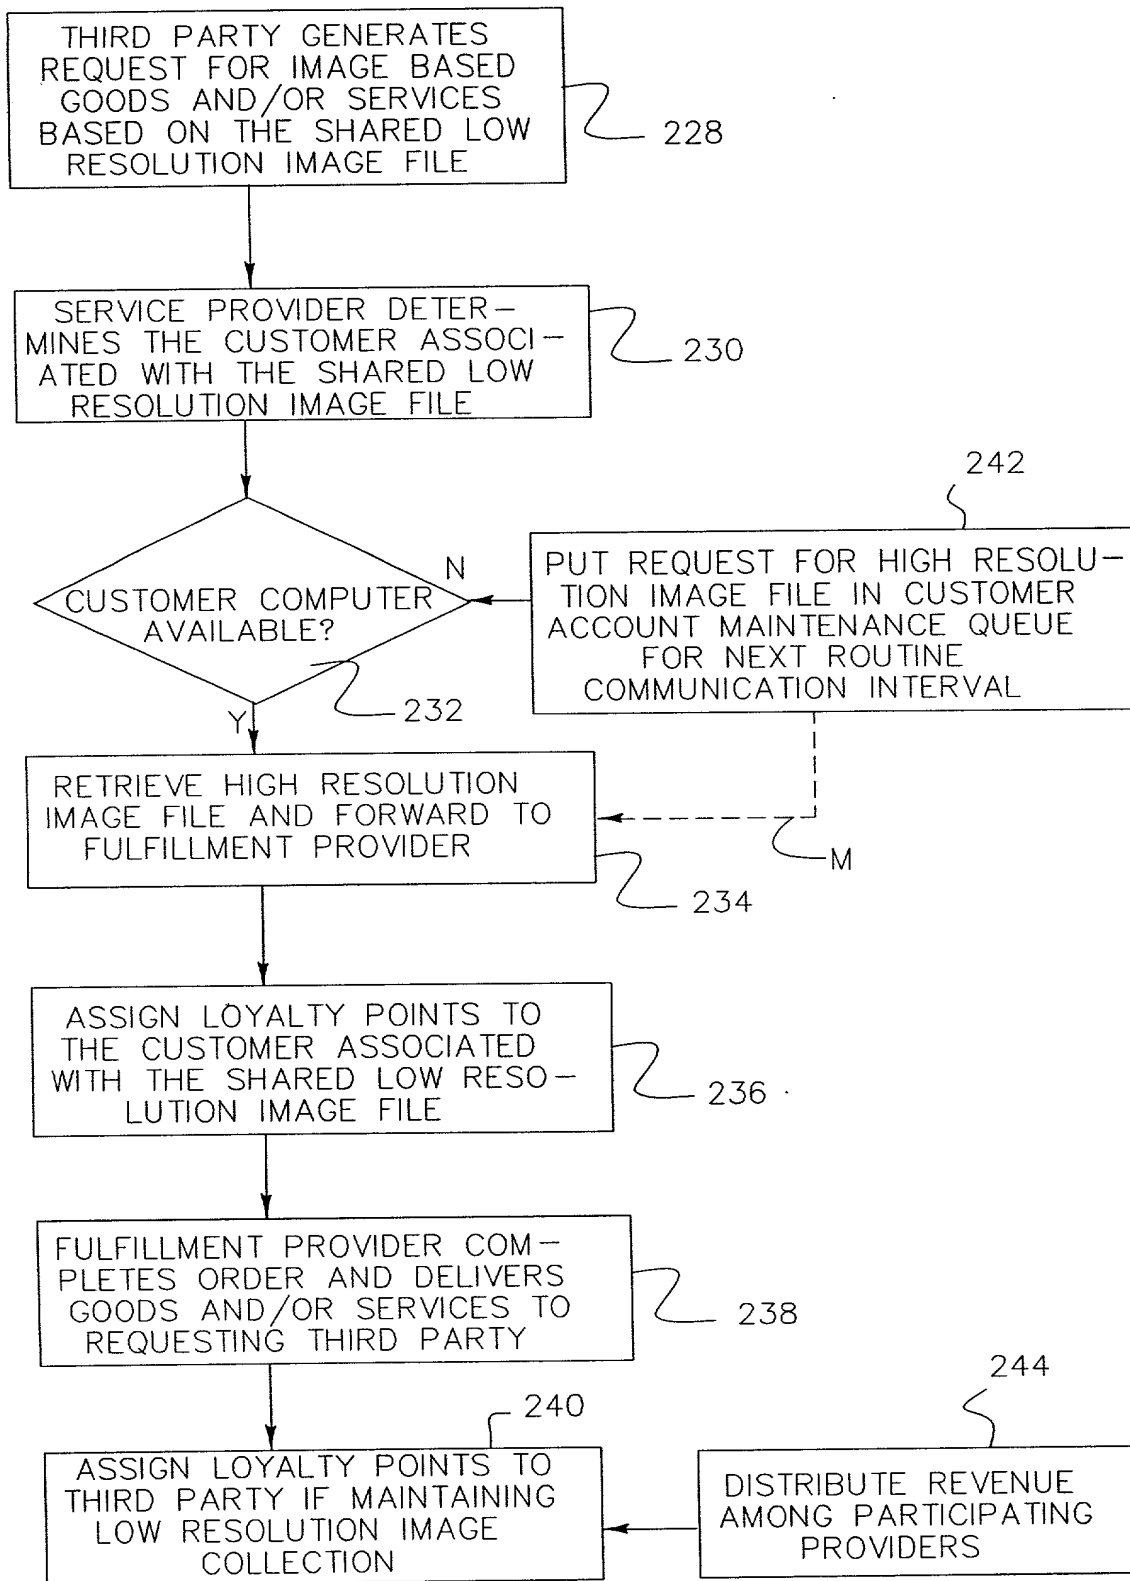 THIRD PARTY GENERATES
REQUEST FOR IMAGE BASED
GOODS AND/OR SERVICES
BASED ON THE SHARED LOW
RESOLUTION IMAGE FILE
228
SERVICE PROVIDER DETER-
MINES THE CUSTOMER ASSOCI-
ATED WITH THE SHARED LOW
RESOLUTION IMAGE FILE
230
CUSTOMER COMPUTER
AVAILABLE?
N
Y
232
242
PUT REQUEST FOR HIGH RESOLU-
TION IMAGE FILE IN CUSTOMER
ACCOUNT MAINTENANCE QUEUE
FOR NEXT ROUTINE
COMMUNICATION INTERVAL
M
RETRIEVE HIGH RESOLUTION
IMAGE FILE AND FORWARD TO
FULFILLMENT PROVIDER
234
ASSIGN LOYALTY POINTS TO
THE CUSTOMER ASSOCIATED
WITH THE SHARED LOW RESO-
LUTION IMAGE FILE
236
FULFILLMENT PROVIDER COM-
PLETES ORDER AND DELIVERS
GOODS AND/OR SERVICES TO
REQUESTING THIRD PARTY
238
240
ASSIGN LOYALTY POINTS TO
THIRD PARTY IF MAINTAINING
LOW RESOLUTION IMAGE
COLLECTION
244
DISTRIBUTE REVENUE
AMONG PARTICIPATING
PROVIDERS